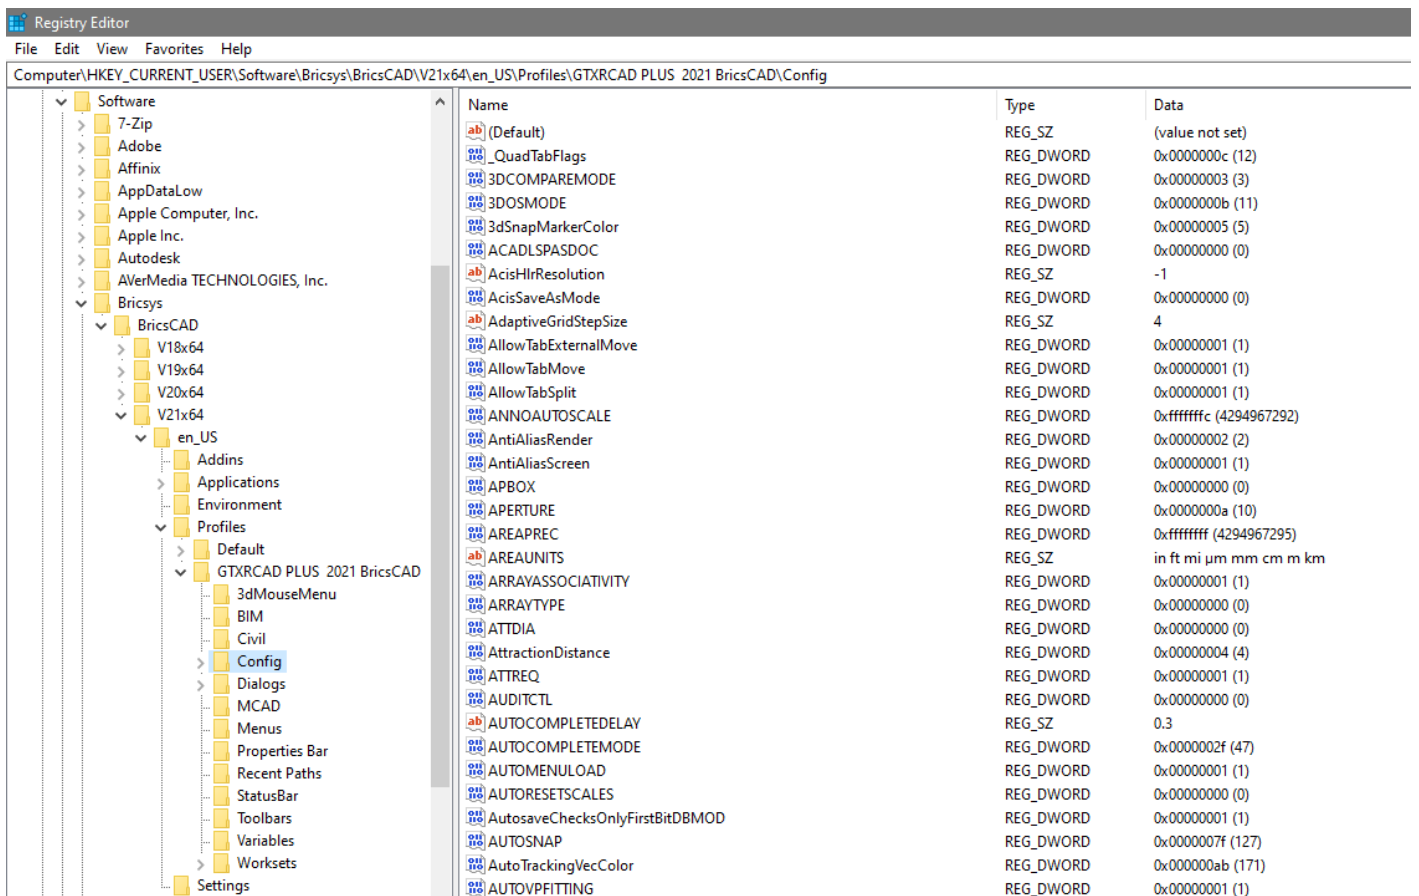 Registry Editor
File Edit View Favorites Help
Computer\HKEY_CURRENT_USER\Software\Bricsys\BricsCAD\V21x64\en_US\Profiles\GTXRCAD PLUS  2021 BricsCAD\Config
Software
7-Zip
Adobe
Affinix
AppDataLow
Apple Computer, Inc.
Apple Inc.
Autodesk
AVerMedia TECHNOLOGIES, Inc.
Bricsys
BricsCAD
V18x64
V19x64
V20x64
V21x64
en_US
Addins
Applications
Environment
Profiles
Default
GTXRCAD PLUS  2021 BricsCAD
3dMouseMenu
BIM
Civil
Config
Dialogs
MCAD
Menus
Properties Bar
Recent Paths
StatusBar
Toolbars
Variables
Worksets
Settings
Name Type Data
(Default) REG_SZ (value not set)
_QuadTabFlags REG_DWORD 0x0000000c (12)
3DCOMPAREMODE REG_DWORD 0x00000003 (3)
3DOSMODE REG_DWORD 0x0000000b (11)
3dSnapMarkerColor REG_DWORD 0x00000005 (5)
ACADLSPASDOC REG_DWORD 0x00000000 (0)
AcisHlrResolution REG_SZ -1
AcisSaveAsMode REG_DWORD 0x00000000 (0)
AdaptiveGridStepSize REG_SZ 4
AllowTabExternalMove REG_DWORD 0x00000001 (1)
AllowTabMove REG_DWORD 0x00000001 (1)
AllowTabSplit REG_DWORD 0x00000001 (1)
ANNOAUTOSCALE REG_DWORD 0xfffffffc (4294967292)
AntiAliasRender REG_DWORD 0x00000002 (2)
AntiAliasScreen REG_DWORD 0x00000001 (1)
APBOX REG_DWORD 0x00000000 (0)
APERTURE REG_DWORD 0x0000000a (10)
AREAPREC REG_DWORD 0xffffffff (4294967295)
AREAUNITS REG_SZ in ft mi µm mm cm m km
ARRAYASSOCIATIVITY REG_DWORD 0x00000001 (1)
ARRAYTYPE REG_DWORD 0x00000000 (0)
ATTDIA REG_DWORD 0x00000000 (0)
AttractionDistance REG_DWORD 0x00000004 (4)
ATTREQ REG_DWORD 0x00000001 (1)
AUDITCTL REG_DWORD 0x00000000 (0)
AUTOCOMPLETEDELAY REG_SZ 0.3
AUTOCOMPLETEMODE REG_DWORD 0x0000002f (47)
AUTOMENULOAD REG_DWORD 0x00000001 (1)
AUTORESETSCALES REG_DWORD 0x00000000 (0)
AutosaveChecksOnlyFirstBitDBMOD REG_DWORD 0x00000001 (1)
AUTOSNAP REG_DWORD 0x0000007f (127)
AutoTrackingVecColor REG_DWORD 0x000000ab (171)
AUTOVPFITTING REG_DWORD 0x00000001 (1)